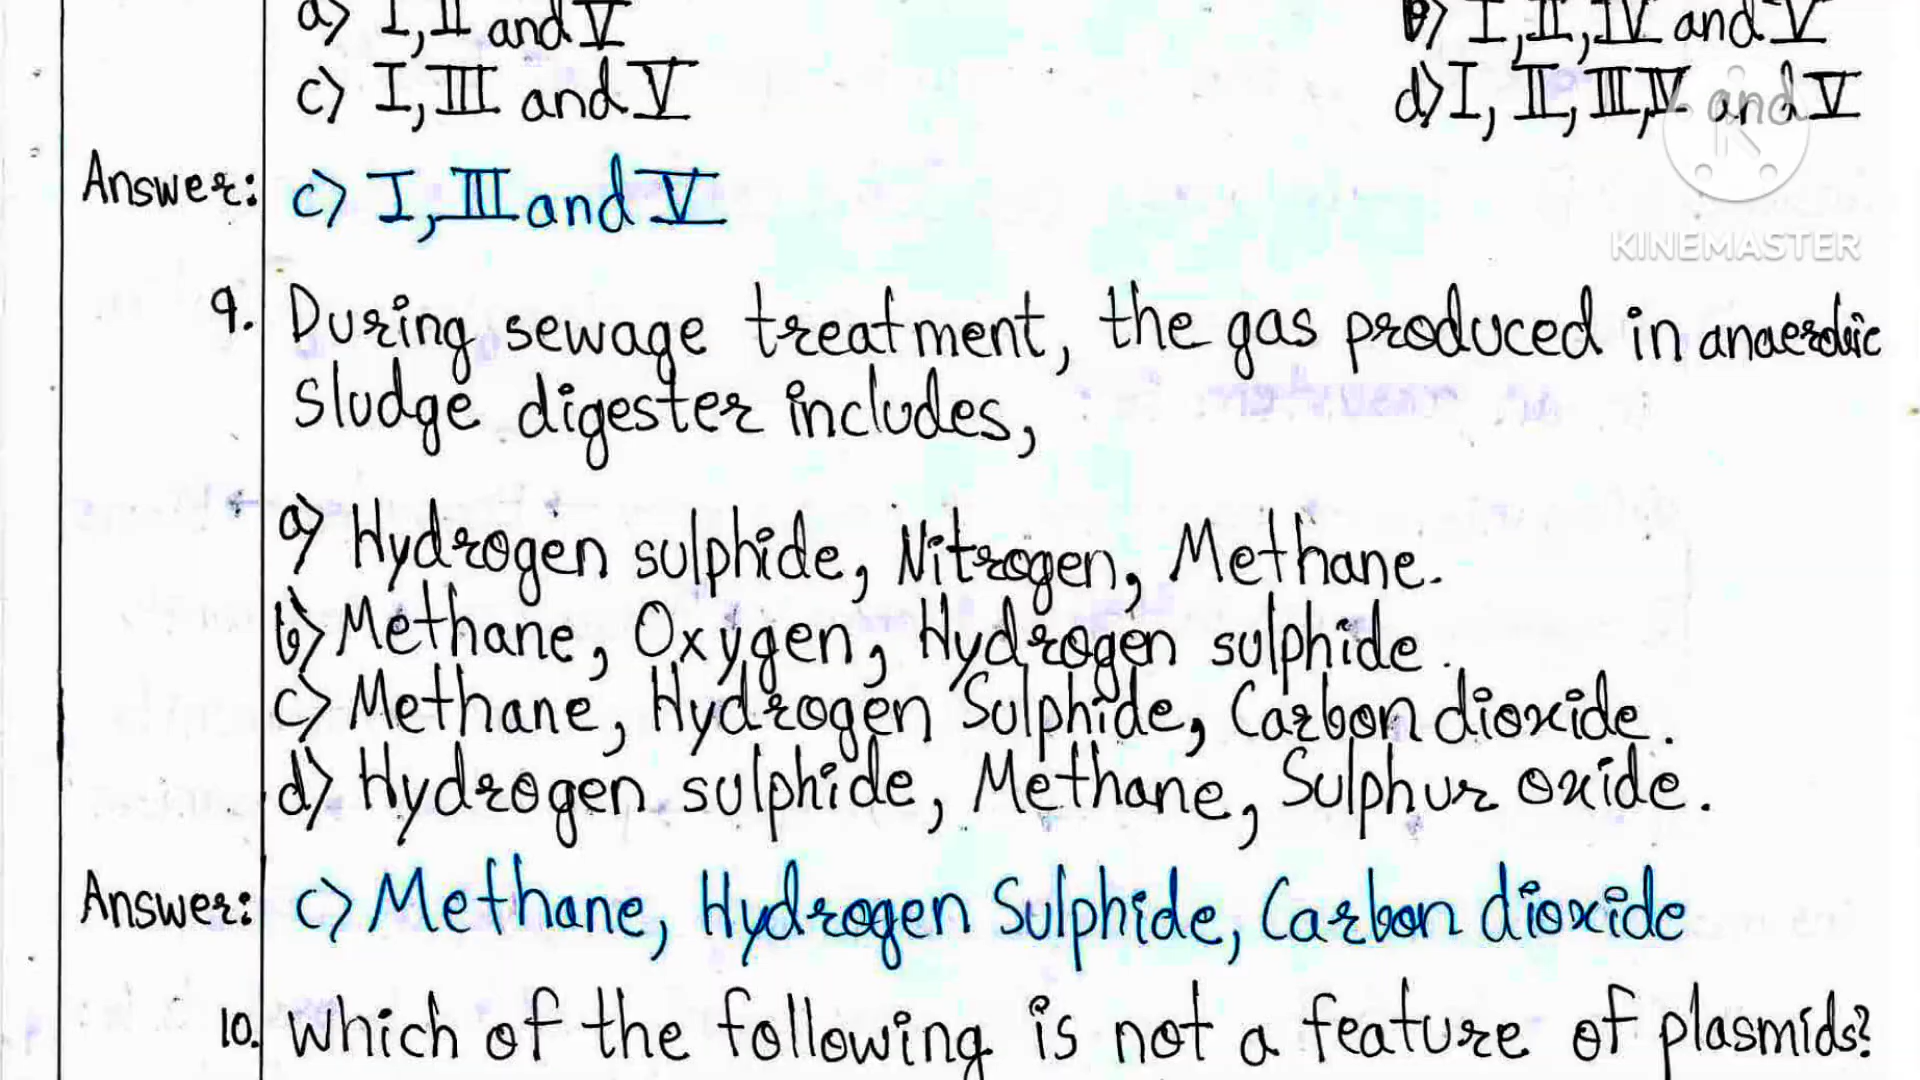 a) I, II and V
b) I, II, IV and V
c) I, III and V
d) I, II, III, IV and V
Answer: c) I, III and V
KINEMASTER
9. During sewage treatment, the gas produced in anaerobic
sludge digester includes,
a) Hydrogen sulphide, Nitrogen, Methane.
b) Methane, Oxygen, Hydrogen sulphide.
c) Methane, Hydrogen Sulphide, Carbon dioxide.
d) Hydrogen sulphide, Methane, Sulphur oxide.
Answer: c) Methane, Hydrogen Sulphide, Carbon dioxide
10. Which of the following is not a feature of plasmids?